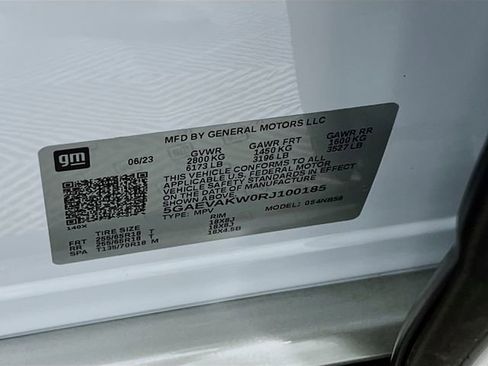 MFD BY GENERAL MOTORS LLC
gm 06/23 GVWR GAWR FRT GAWR RR
2800 KG 1450 KG 1600 KG
6173 LB 3196 LB 3527 LB
THIS VEHICLE CONFORMS TO ALL
APPLICABLE U.S. FEDERAL MOTOR
VEHICLE SAFETY STANDARDS IN
EFFECT ON THE DATE OF MANUFACTURE
SHOWN ABOVE.
5GAEVAKW0RJ100185
TYPE: MPV MODEL: 0S4NB56
140X
TIRE SIZE RIM
FRT 255/65R18 T 18X8J
RR 255/65R18 T 18X8J
SPA T135/70R18 M 18X4.5B